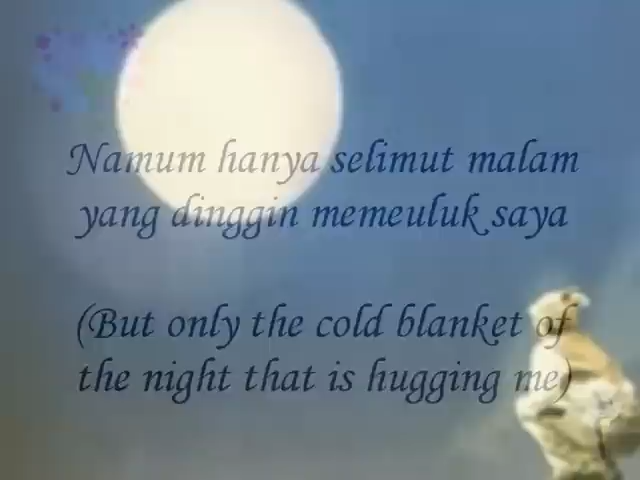 Namum hanya selimut malam
yang dinggin memeuluk saya
(But only the cold blanket of
the night that is hugging me)